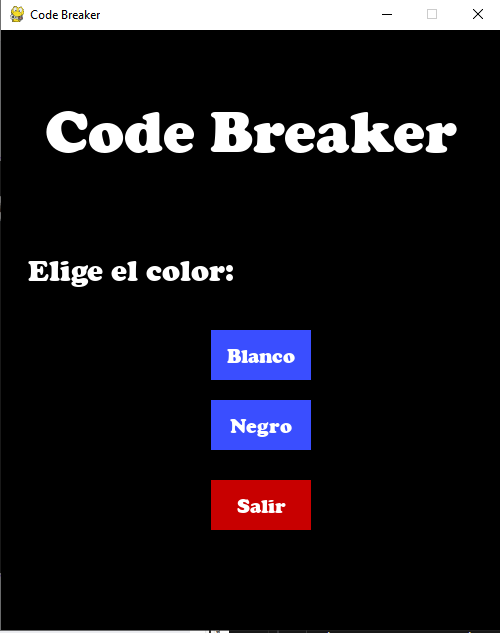 Code Breaker
Code Breaker
Elige el color:
Blanco
Negro
Salir